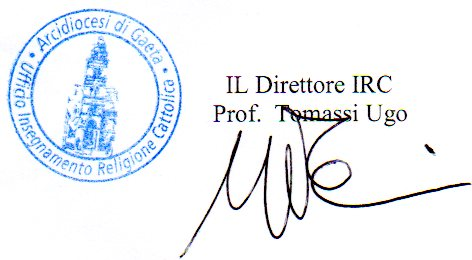 Arcidiocesi di Gaeta •
Ufficio Insegnamento Religione Cattolica •
IL Direttore IRC
Prof. Tomassi Ugo